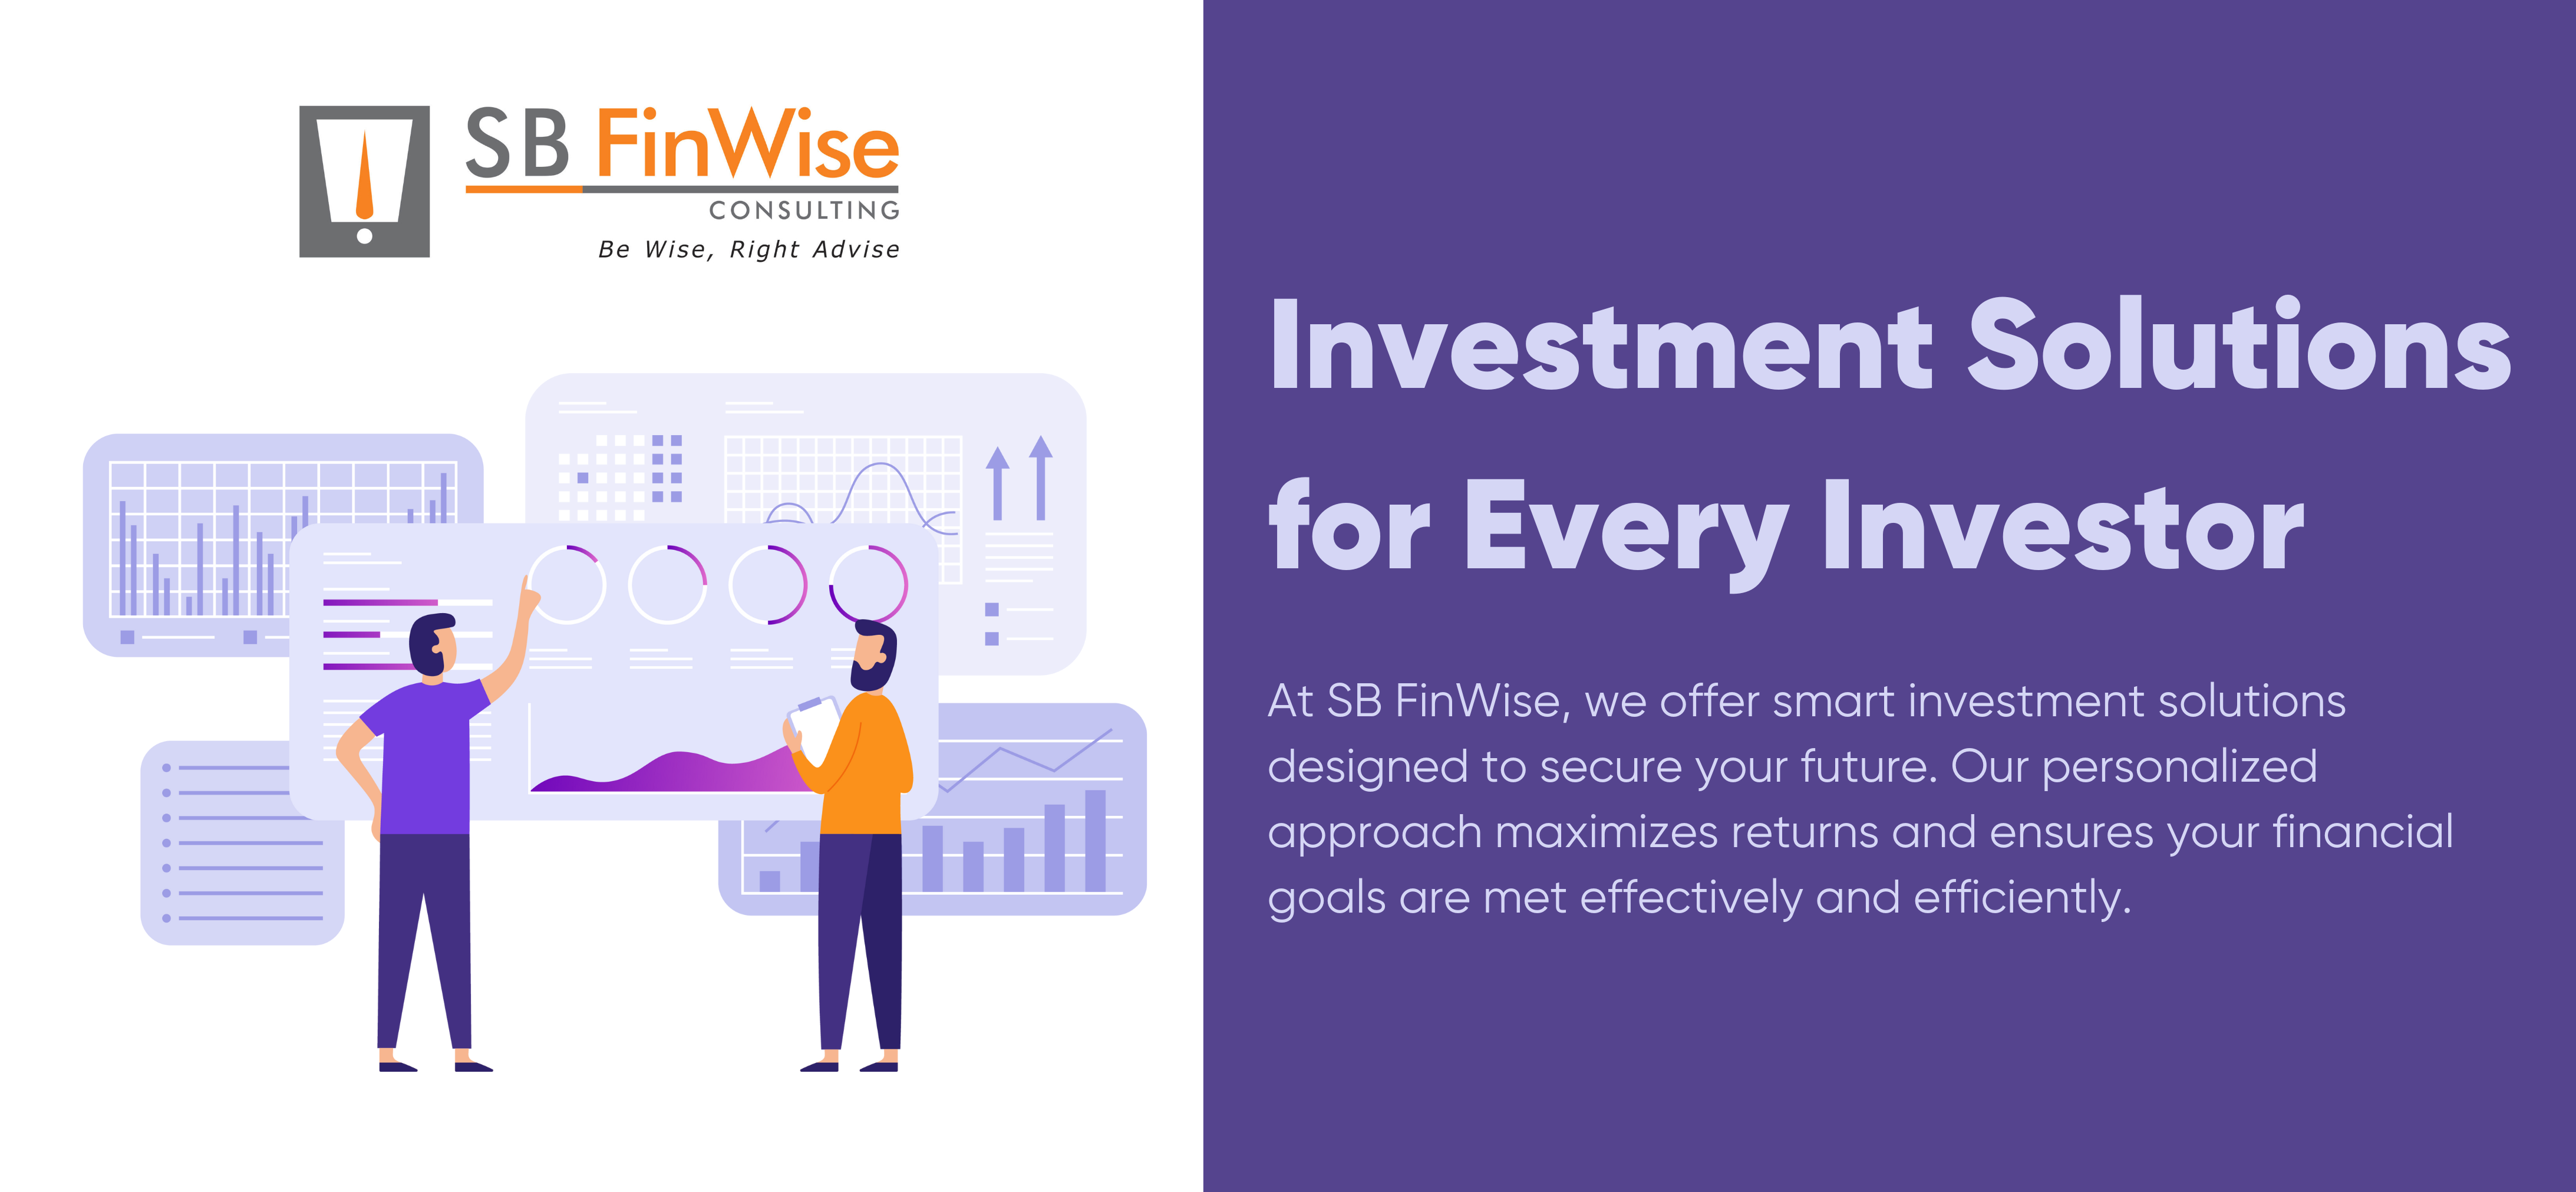 SB FinWise
CONSULTING
Be Wise, Right Advise
Investment Solutions
for Every Investor
At SB FinWise, we offer smart investment solutions
designed to secure your future. Our personalized
approach maximizes returns and ensures your financial
goals are met effectively and efficiently.